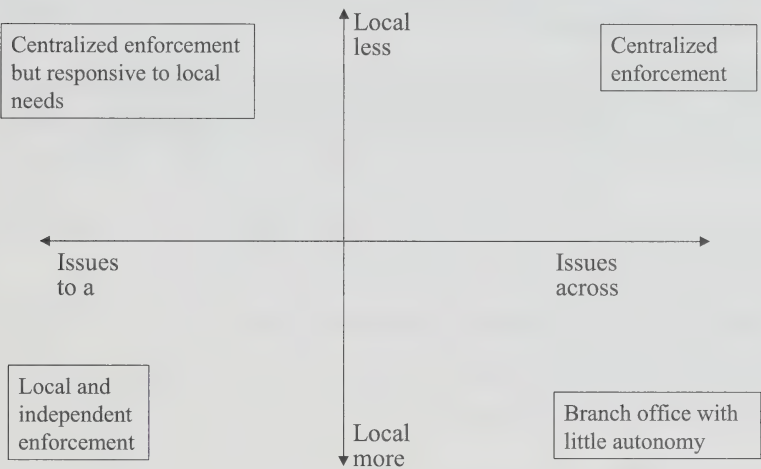 Centralized enforcement
but responsive to local
needs
Local
less
Centralized
enforcement
Issues
to a
Issues
across
Local and
independent
enforcement
Local
more
Branch office with
little autonomy